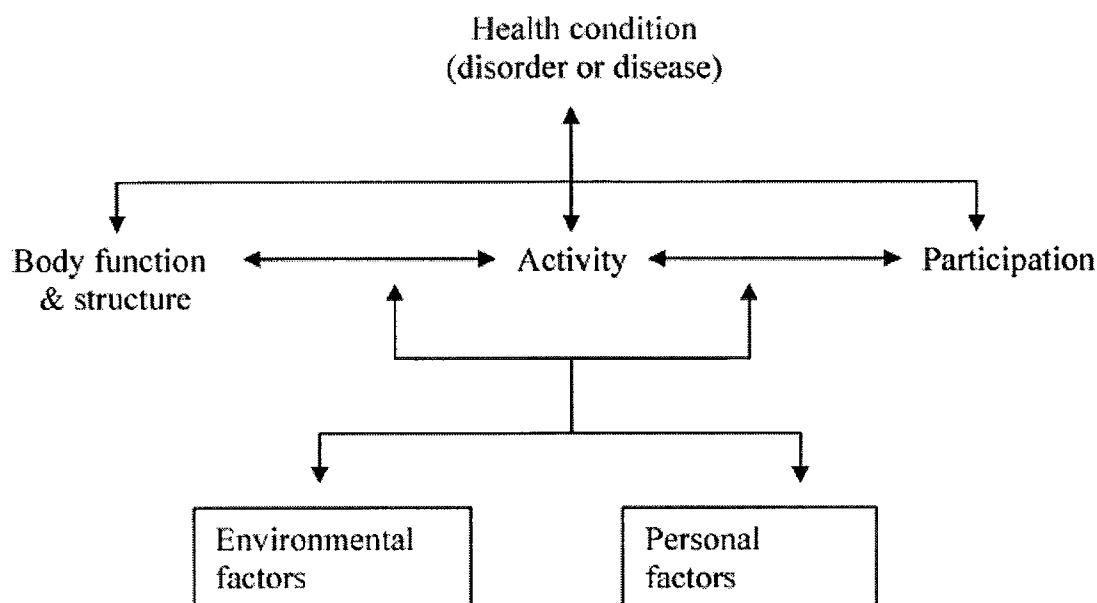 Health condition
(disorder or disease)
Body function
& structure
Activity
Participation
Environmental
factors
Personal
factors